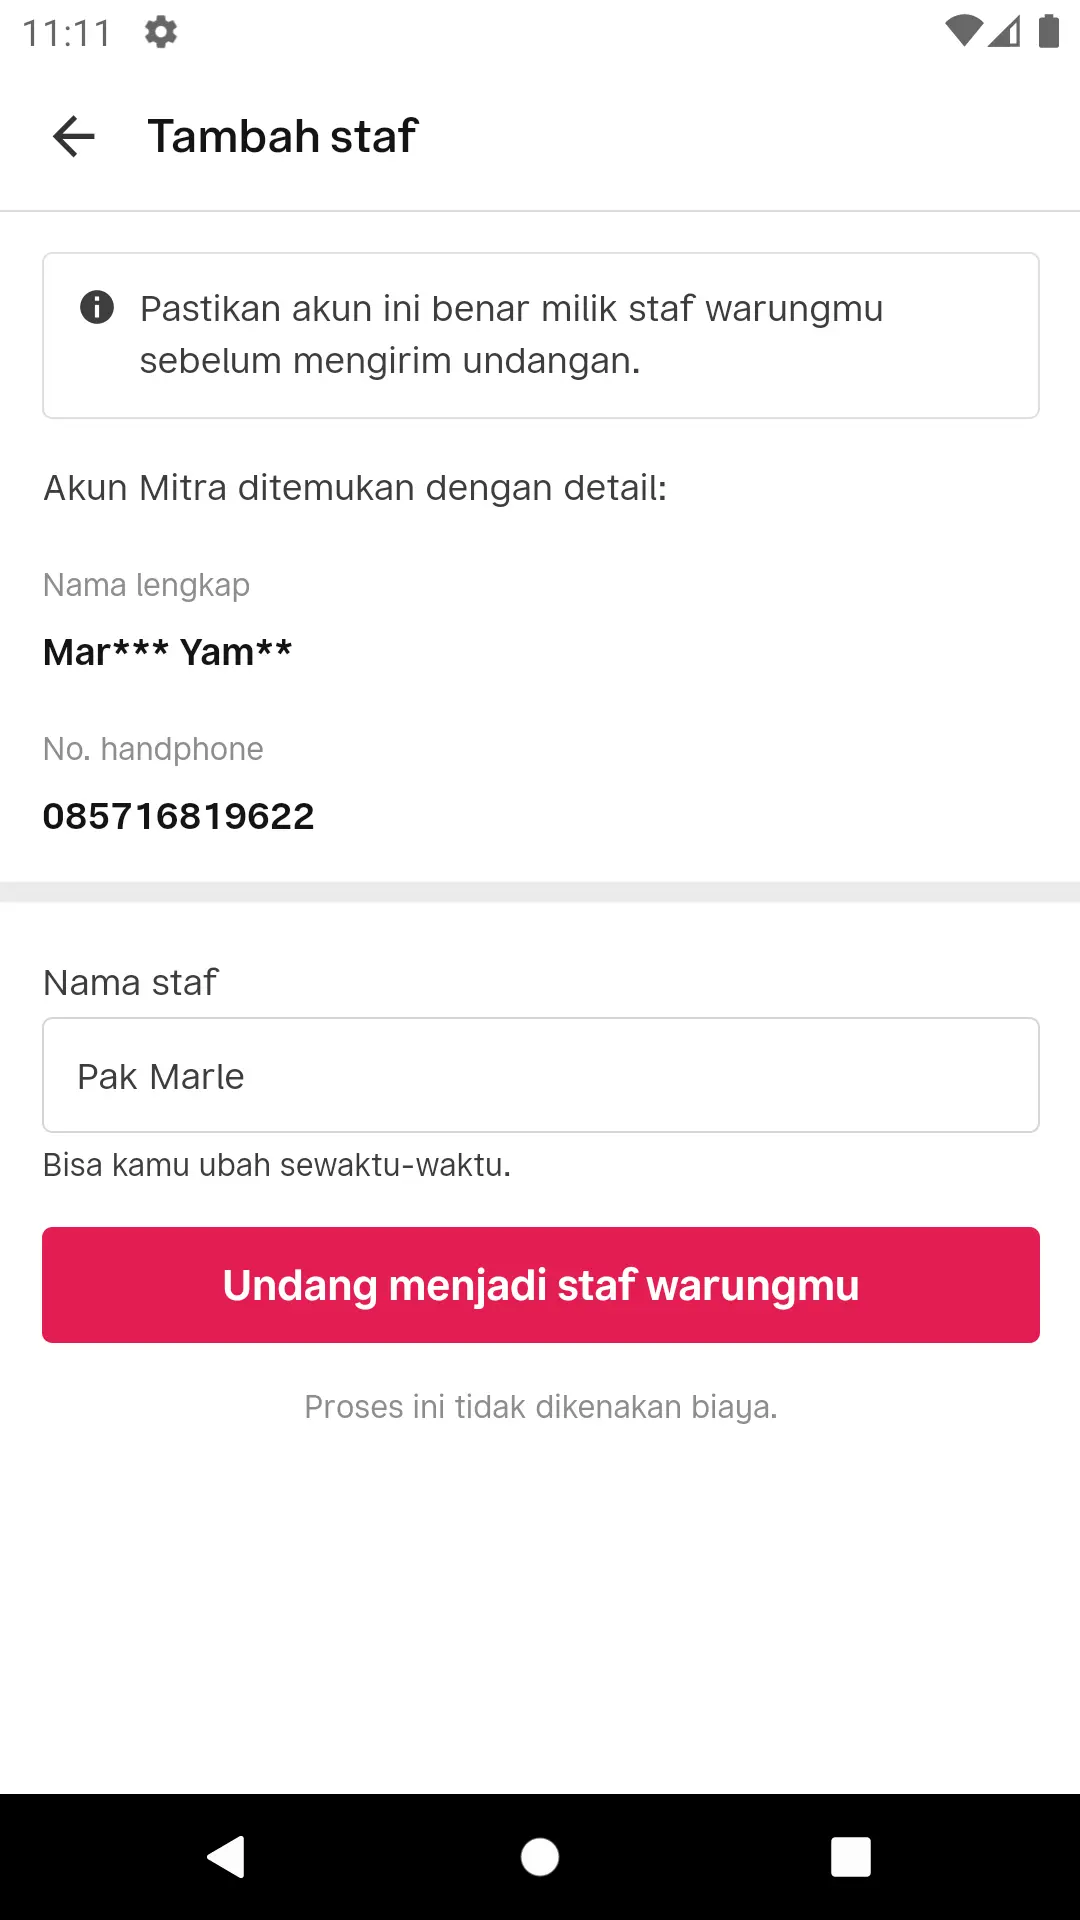 11:11
Tambah staf
Pastikan akun ini benar milik staf warungmu
sebelum mengirim undangan.
Akun Mitra ditemukan dengan detail:
Nama lengkap
Mar*** Yam**
No. handphone
085716819622
Nama staf
Pak Marle
Bisa kamu ubah sewaktu-waktu.
Undang menjadi staf warungmu
Proses ini tidak dikenakan biaya.